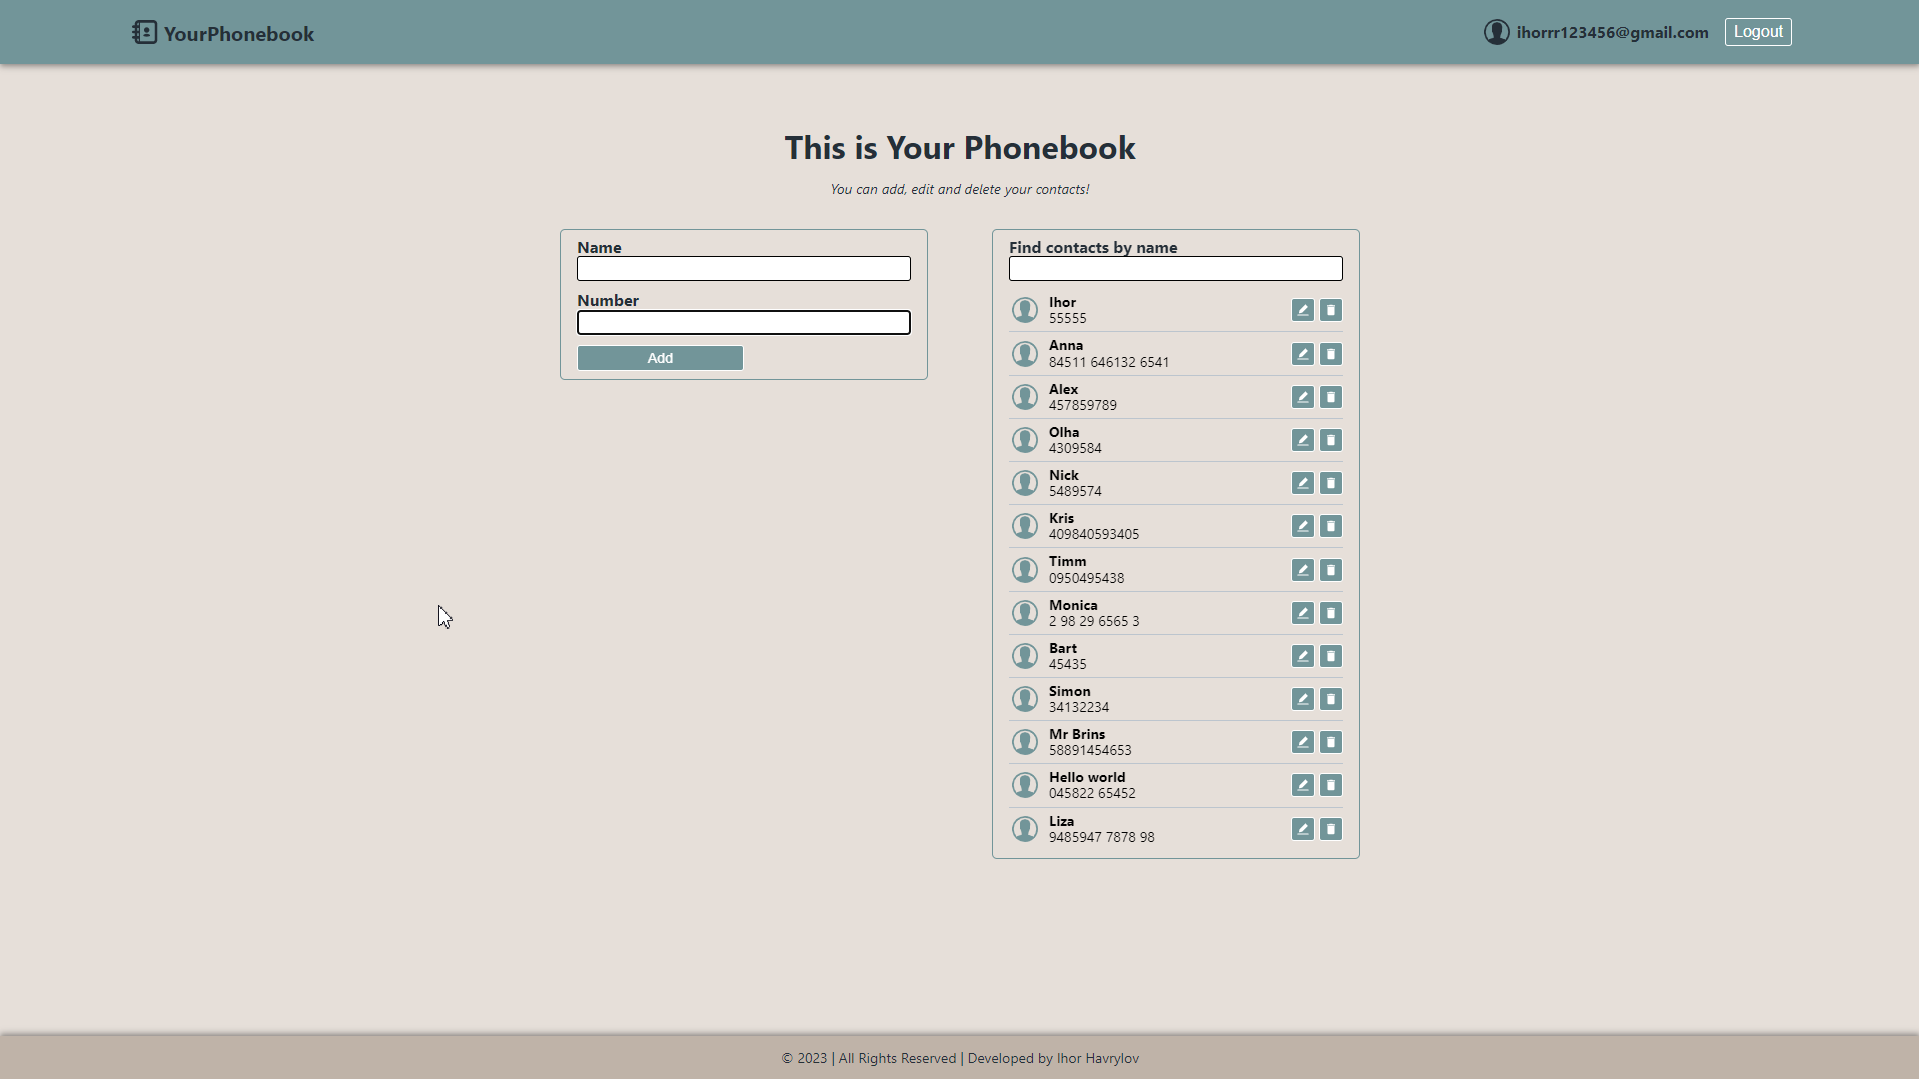 YourPhonebook
ihorrr123456@gmail.com
Logout
This is Your Phonebook
You can add, edit and delete your contacts!
Name
Number
Add
Find contacts by name
Ihor
55555
Anna
84511 646132 6541
Alex
457859789
Olha
4309584
Nick
5489574
Kris
409840593405
Timm
0950495438
Monica
2 98 29 6565 3
Bart
45435
Simon
34132234
Mr Brins
58891454653
Hello world
045822 65452
Liza
9485947 7878 98
© 2023 | All Rights Reserved | Developed by Ihor Havrylov